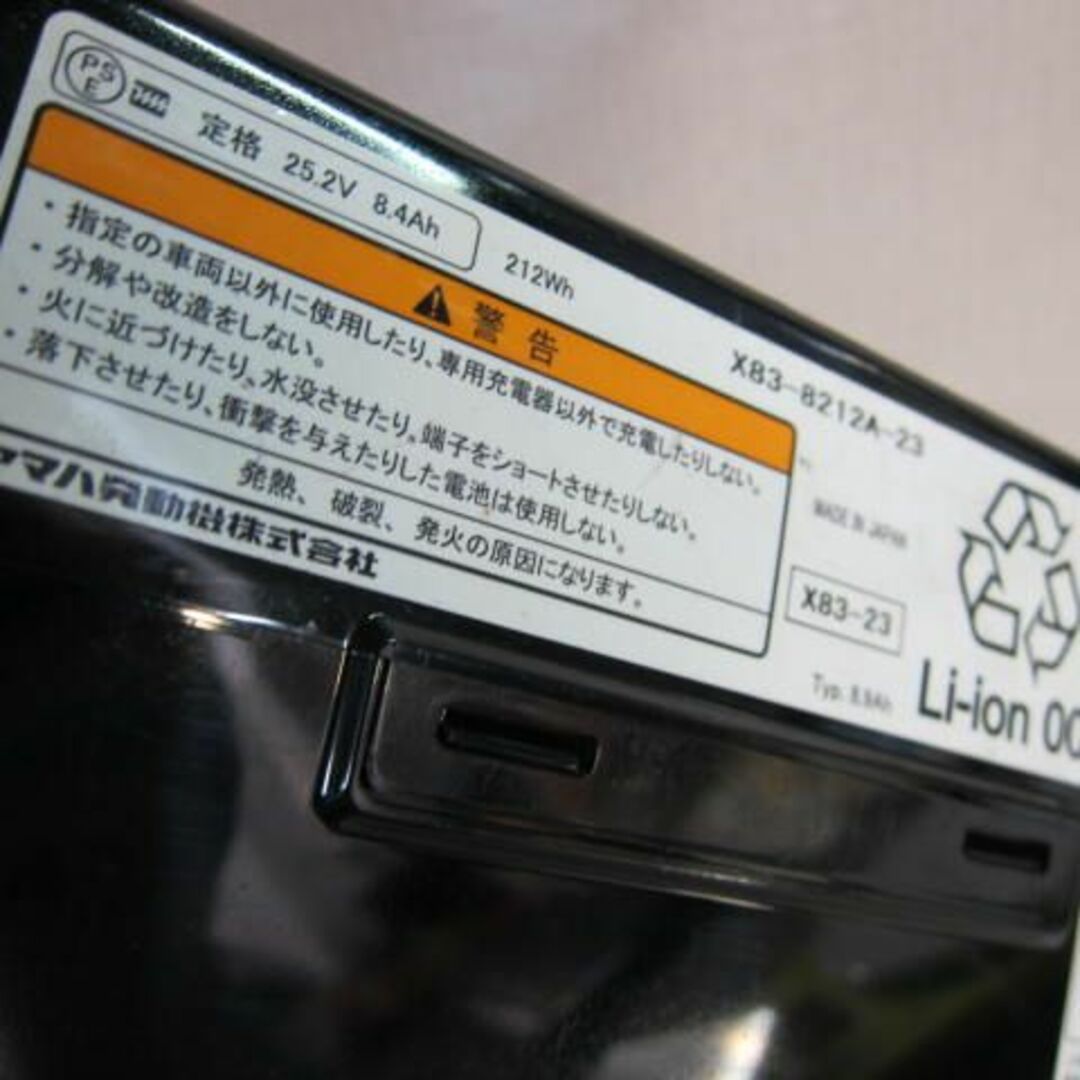 PS
E
定格 25.2V 8.4Ah
212Wh
X83-8212A-23
警告
・指定の車両以外に使用したり、専用充電器以外で充電したりしない。
・分解や改造をしない。
・火に近づけたり、水没させたり、端子をショートさせたりしない。
・落下させたり、衝撃を与えたりした電池は使用しない。
発熱、破裂、発火の原因になります。
ヤマハ発動機株式会社
MADE IN JAPAN
X83-23
Typ. 8.9Ah
Li-ion 00